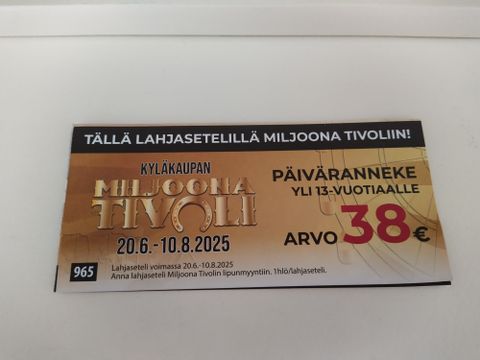 TÄLLÄ LAHJASETELILLÄ MILJOONA TIVOLIIN!
KYLÄKAUPAN
MILJOONA
TIVOLI
20.6.-10.8.2025
PÄIVÄRANNEKE
YLI 13-VUOTIAALLE
ARVO 38€
965
Lahjaseteli voimassa 20.6.-10.8.2025
Anna lahjaseteli Miljoona Tivolin lipunmyyntiin. 1hlö/lahjaseteli.